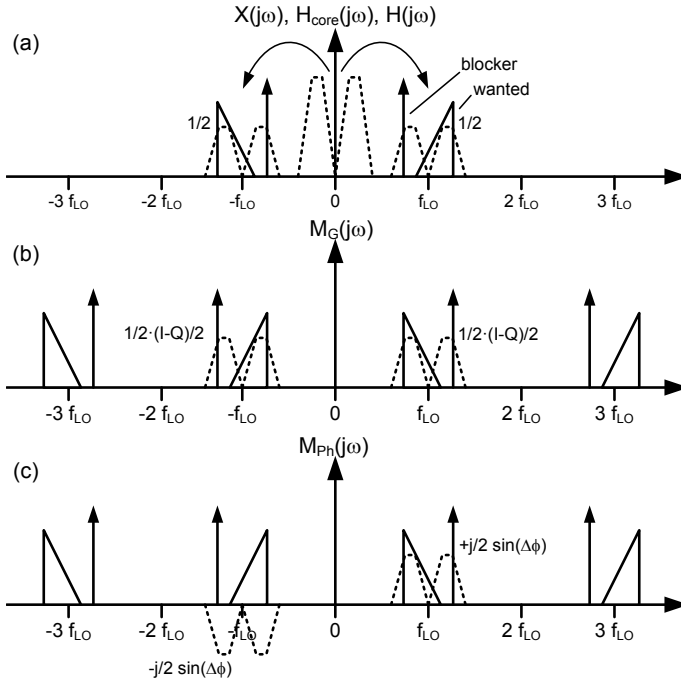 X(jω), H_core(jω), H(jω)
(a)
blocker
wanted
1/2
1/2
-3 f_LO
-2 f_LO
-f_LO
0
f_LO
2 f_LO
3 f_LO
M_G(jω)
(b)
1/2·(I-Q)/2
1/2·(I-Q)/2
-3 f_LO
-2 f_LO
-f_LO
0
f_LO
2 f_LO
3 f_LO
M_Ph(jω)
(c)
+j/2 sin(Δϕ)
-3 f_LO
-2 f_LO
-f_LO
0
f_LO
2 f_LO
3 f_LO
-j/2 sin(Δϕ)